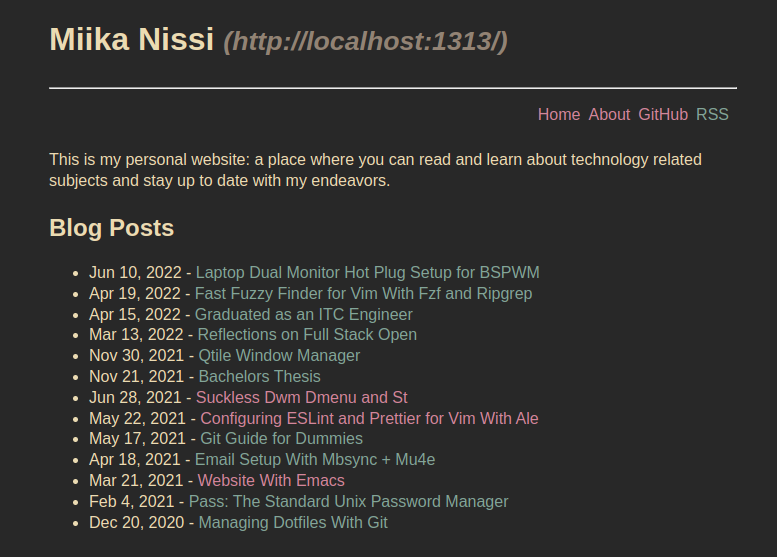 Miika Nissi (http://localhost:1313/)
Home About GitHub RSS
This is my personal website: a place where you can read and learn about technology related
subjects and stay up to date with my endeavors.
Blog Posts
Jun 10, 2022 - Laptop Dual Monitor Hot Plug Setup for BSPWM
Apr 19, 2022 - Fast Fuzzy Finder for Vim With Fzf and Ripgrep
Apr 15, 2022 - Graduated as an ITC Engineer
Mar 13, 2022 - Reflections on Full Stack Open
Nov 30, 2021 - Qtile Window Manager
Nov 21, 2021 - Bachelors Thesis
Jun 28, 2021 - Suckless Dwm Dmenu and St
May 22, 2021 - Configuring ESLint and Prettier for Vim With Ale
May 17, 2021 - Git Guide for Dummies
Apr 18, 2021 - Email Setup With Mbsync + Mu4e
Mar 21, 2021 - Website With Emacs
Feb 4, 2021 - Pass: The Standard Unix Password Manager
Dec 20, 2020 - Managing Dotfiles With Git